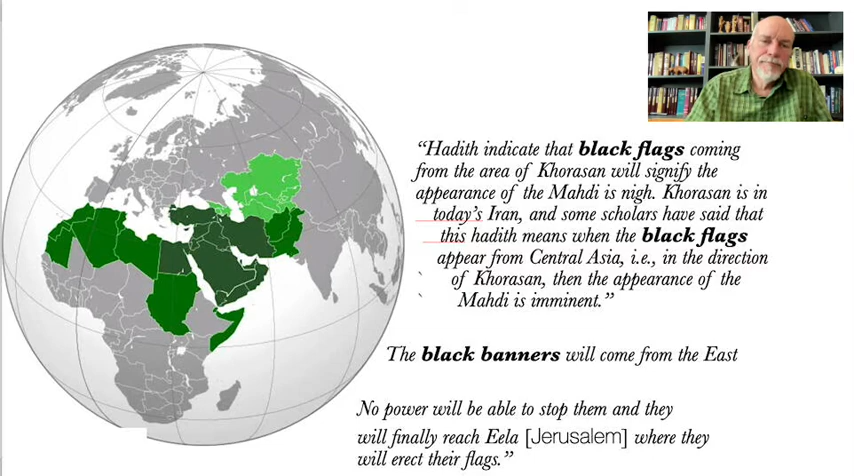 “Hadith indicate that black flags coming
from the area of Khorasan will signify the
appearance of the Mahdi is nigh. Khorasan is in
today’s Iran, and some scholars have said that
this hadith means when the black flags
appear from Central Asia, i.e., in the direction
of Khorasan, then the appearance of the
Mahdi is imminent.”
The black banners will come from the East
No power will be able to stop them and they
will finally reach Eela [Jerusalem] where they
will erect their flags.”